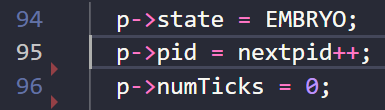 94 p->state = EMBRYO;
95 p->pid = nextpid++;
96 p->numTicks = 0;